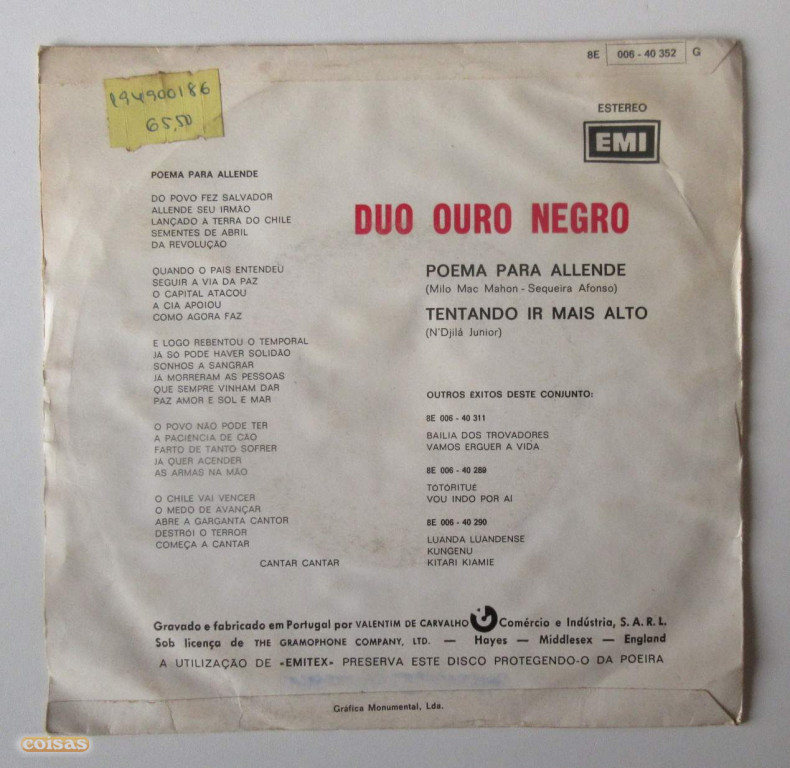 8E 006 - 40 352 G
ESTEREO
EMI
194900186
65,50
DUO OURO NEGRO
POEMA PARA ALLENDE
(Milo Mac Mahon - Sequeira Afonso)
TENTANDO IR MAIS ALTO
(N'Djilá Junior)
POEMA PARA ALLENDE
DO POVO FEZ SALVADOR
ALLENDE SEU IRMÃO
LANÇADO A TERRA DO CHILE
SEMENTES DE ABRIL
DA REVOLUÇÃO
QUANDO O PAIS ENTENDEU
SEGUIR A VIA DA PAZ
O CAPITAL ATACOU
A CIA APOIOU
COMO AGORA FAZ
E LOGO REBENTOU O TEMPORAL
JÁ SO PODE HAVER SOLIDÃO
SONHOS A SANGRAR
JÁ MORRERAM AS PESSOAS
QUE SEMPRE VINHAM DAR
PAZ AMOR E SOL E MAR
O POVO NÃO PODE TER
A PACIENCIA DE CÃO
FARTO DE TANTO SOFRER
JÁ QUER ACENDER
AS ARMAS NA MÃO
O CHILE VAI VENCER
O MEDO DE AVANÇAR
ABRE A GARGANTA CANTOR
DESTROI O TERROR
COMEÇA A CANTAR
CANTAR CANTAR
OUTROS ÊXITOS DESTE CONJUNTO:
8E 006 - 40 311
BAILIA DOS TROVADORES
VAMOS ERGUER A VIDA
8E 006 - 40 289
TOTORITUE
VOU INDO POR AI
8E 006 - 40 290
LUANDA LUANDENSE
KUNGENU
KITARI KIAMIE
Gravado e fabricado em Portugal por VALENTIM DE CARVALHO Comércio e Indústria, S. A. R. L.
Sob licença de THE GRAMOPHONE COMPANY, LTD. — Hayes — Middlesex — England
A UTILIZAÇÃO DE «EMITEX» PRESERVA ESTE DISCO PROTEGENDO-O DA POEIRA
Gráfica Monumental, Lda.
coisas